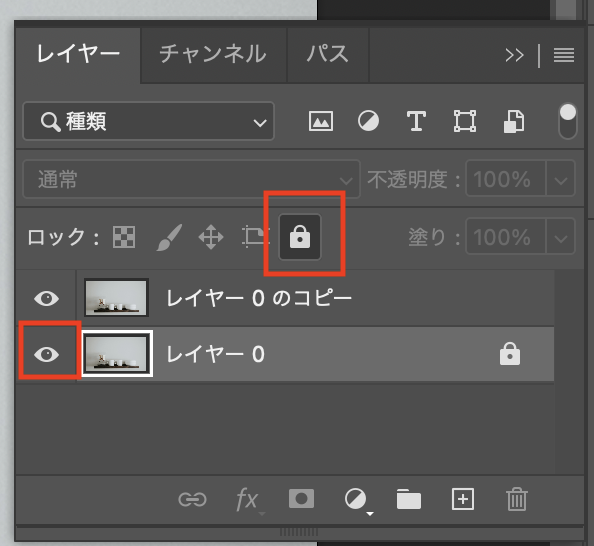 レイヤー チャンネル パス
種類
通常 不透明度： 100%
ロック： 塗り： 100%
レイヤー 0 のコピー
レイヤー 0
fx